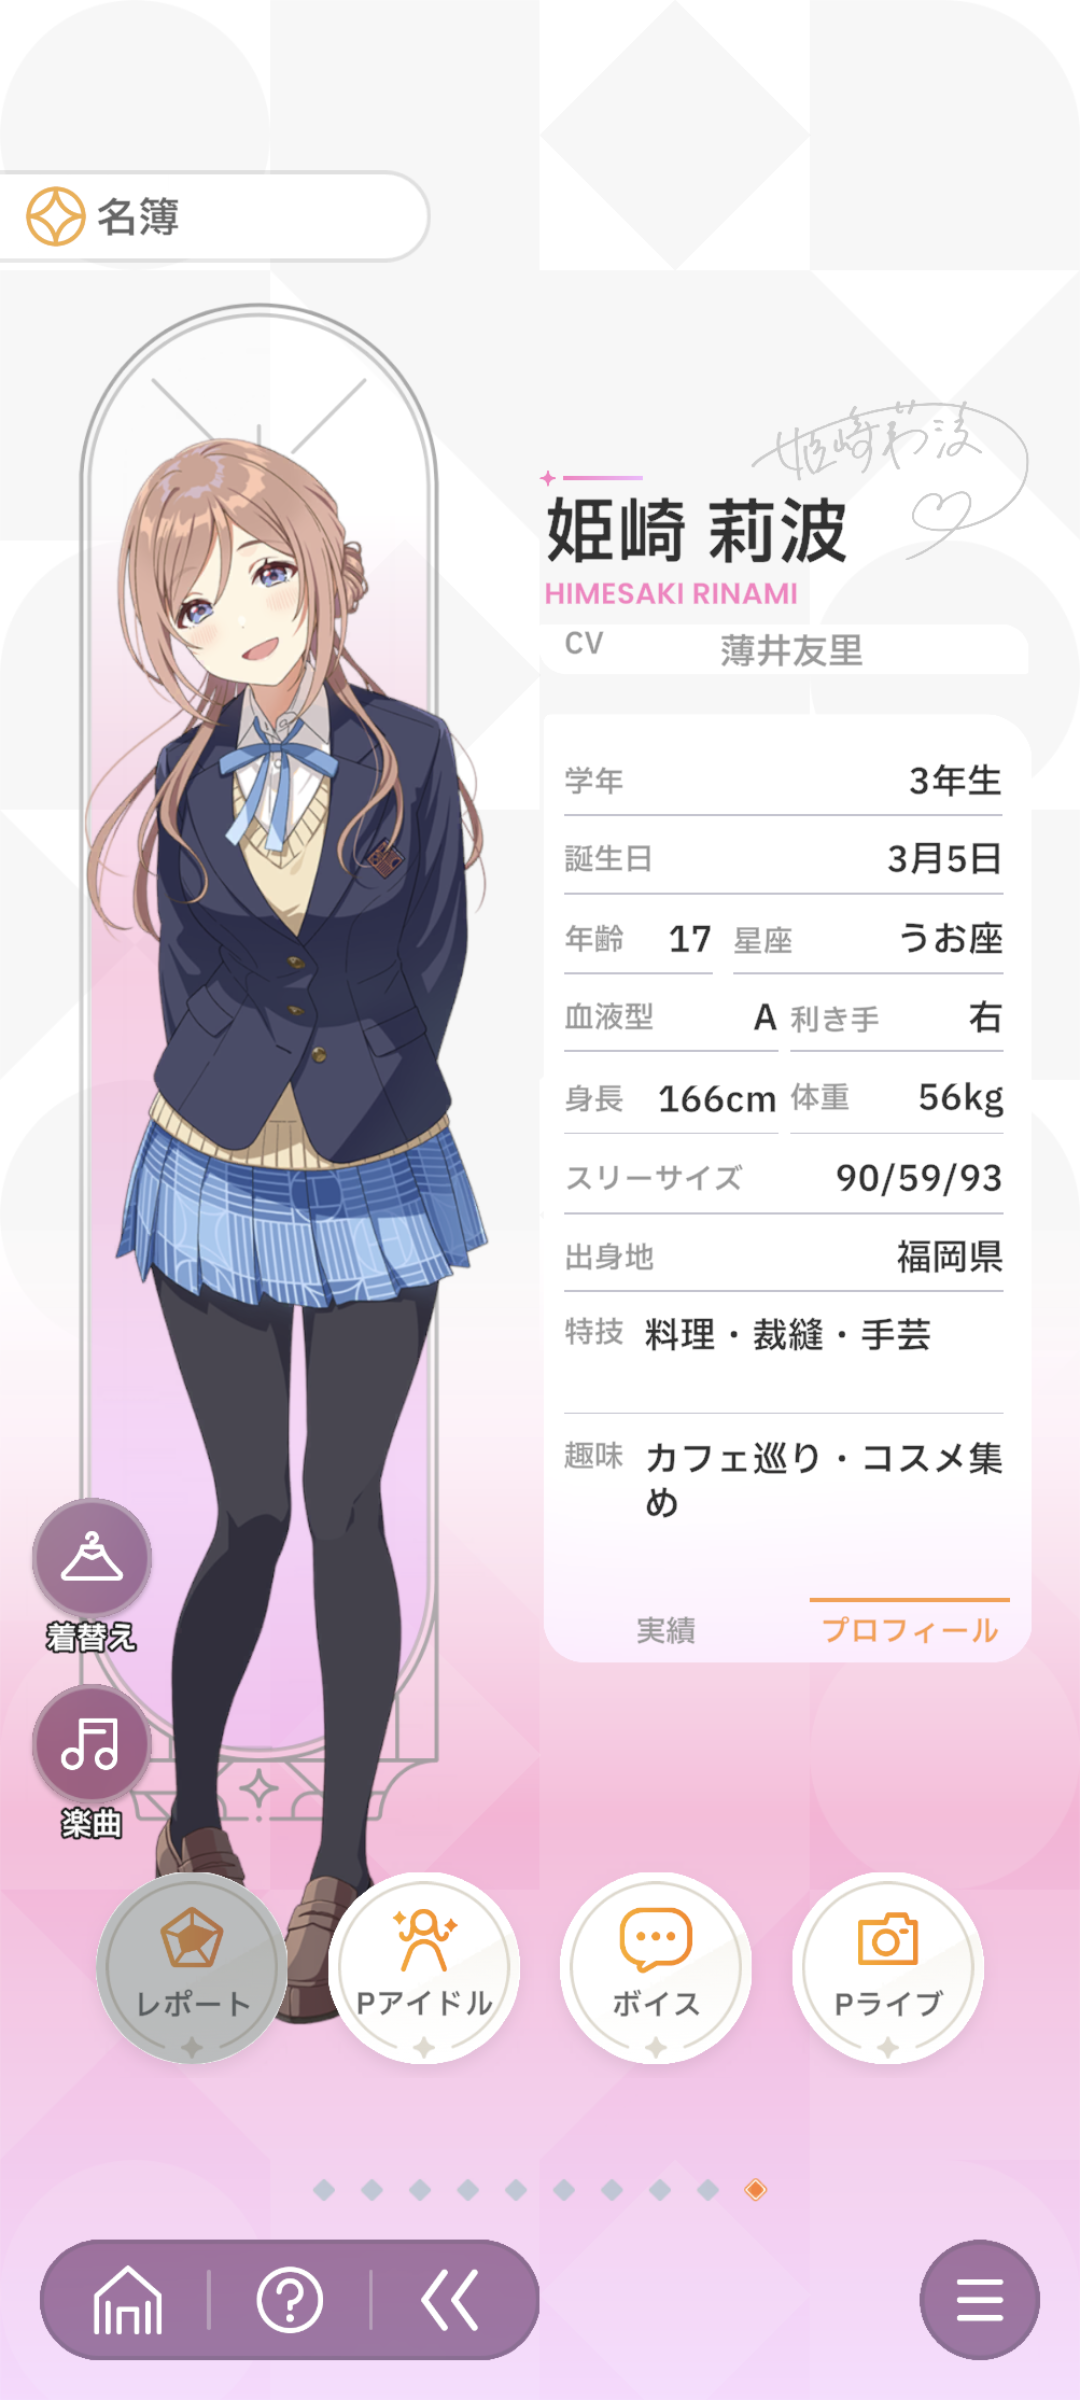 名簿
姫崎莉波
姫崎 莉波
HIMESAKI RINAMI
CV 薄井友里
学年 3年生
誕生日 3月5日
年齢 17 星座 うお座
血液型 A 利き手 右
身長 166cm 体重 56kg
スリーサイズ 90/59/93
出身地 福岡県
特技 料理・裁縫・手芸
趣味 カフェ巡り・コスメ集
め
実績 プロフィール
着替え
楽曲
レポート Pアイドル ボイス Pライブ